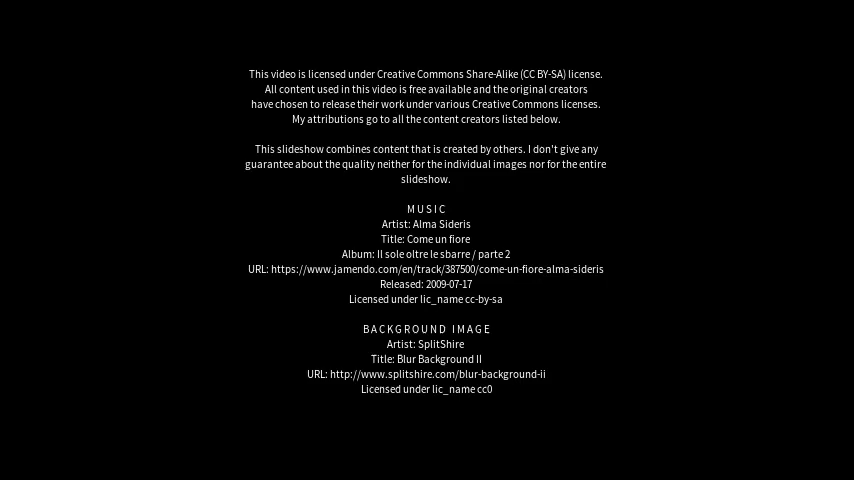 This video is licensed under Creative Commons Share-Alike (CC BY-SA) license.
All content used in this video is free available and the original creators
have chosen to release their work under various Creative Commons licenses.
My attributions go to all the content creators listed below.
This slideshow combines content that is created by others. I don't give any
guarantee about the quality neither for the individual images nor for the entire
slideshow.
MUSIC
Artist: Alma Sideris
Title: Come un fiore
Album: Il sole oltre le sbarre / parte 2
URL: https://www.jamendo.com/en/track/387500/come-un-fiore-alma-sideris
Released: 2009-07-17
Licensed under lic_name cc-by-sa
BACKGROUND IMAGE
Artist: SplitShire
Title: Blur Background II
URL: http://www.splitshire.com/blur-background-ii
Licensed under lic_name cc0